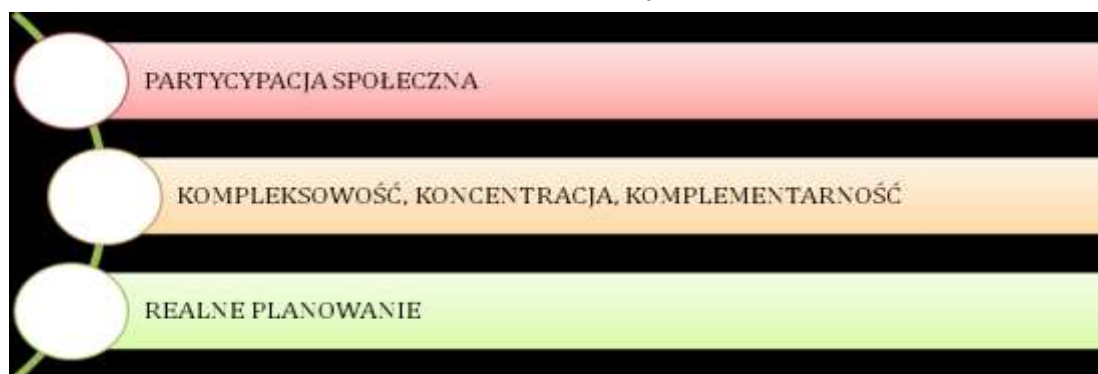 PARTYCYPACJA SPOŁECZNA
KOMPLEKSOWOŚĆ, KONCENTRACJA, KOMPLEMENTARNOŚĆ
REALNE PLANOWANIE